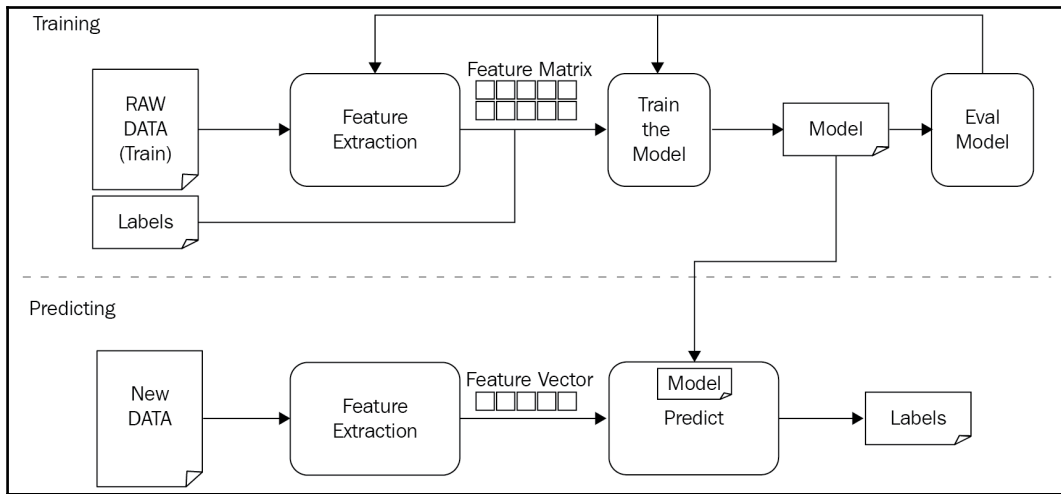 Training
RAW
DATA
(Train)
Feature
Extraction
Feature Matrix
Train
the
Model
Model
Eval
Model
Labels
Predicting
New
DATA
Feature
Extraction
Feature Vector
Model
Predict
Labels